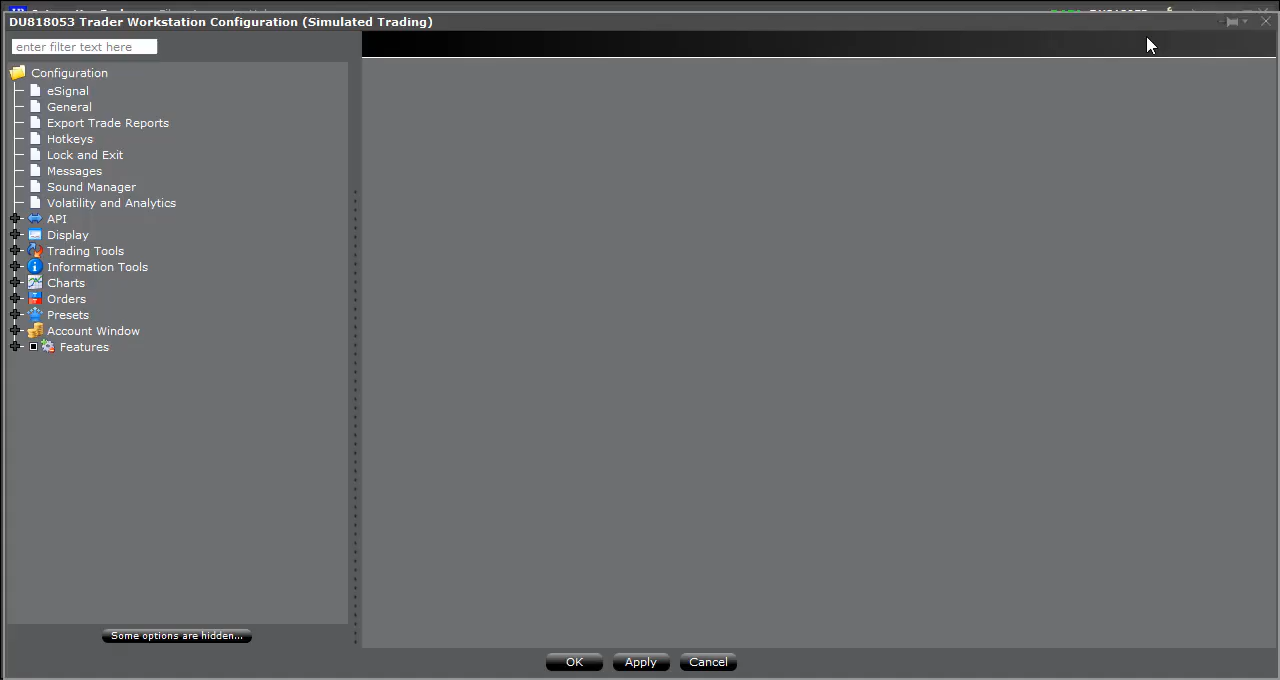 DU818053 Trader Workstation Configuration (Simulated Trading)
enter filter text here
Configuration
eSignal
General
Export Trade Reports
Hotkeys
Lock and Exit
Messages
Sound Manager
Volatility and Analytics
API
Display
Trading Tools
Information Tools
Charts
Orders
Presets
Account Window
Features
Some options are hidden...
OK Apply Cancel